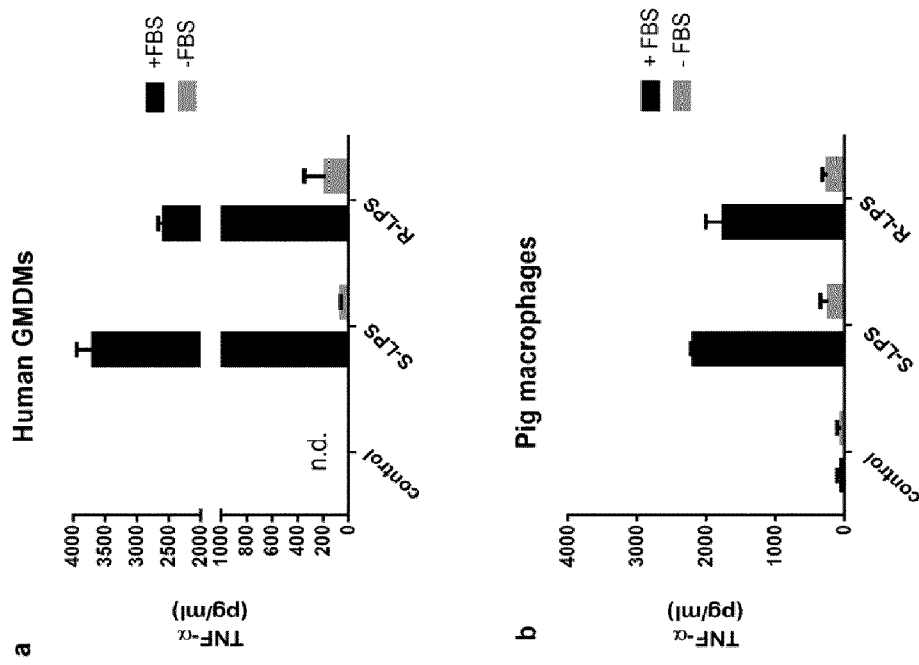 a
Human GMDMs
TNF-α
(pg/ml)
4000
3500
3000
2500
2000
1000
800
600
400
200
0
n.d.
control
S-LPS
R-LPS
+FBS
-FBS
b
Pig macrophages
TNF-α
(pg/ml)
4000
3000
2000
1000
0
control
S-LPS
R-LPS
+ FBS
- FBS